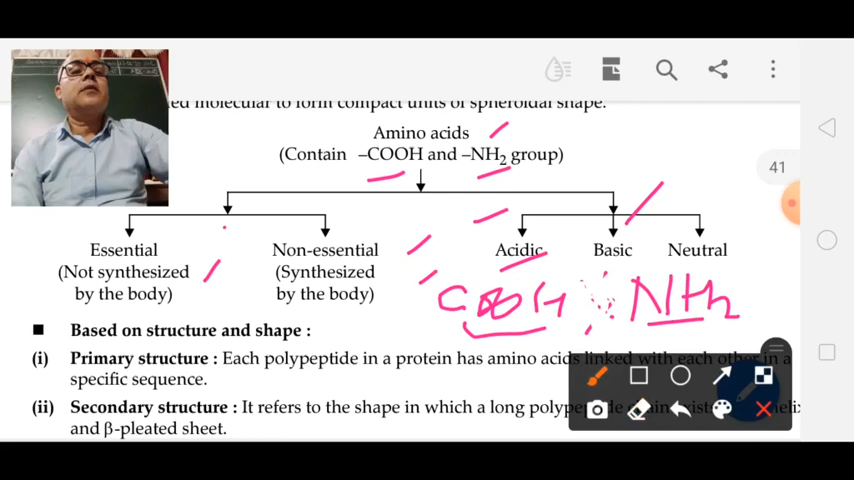 ed molecular to form compact units of spheroidal shape.
Amino acids
(Contain –COOH and –NH2 group)
41
Essential Non-essential Acidic Basic Neutral
(Not synthesized (Synthesized
by the body) by the body)
COOH NH2
■ Based on structure and shape :
(i) Primary structure : Each polypeptide in a protein has amino acids linked with each other in a
specific sequence.
(ii) Secondary structure : It refers to the shape in which a long
and β-pleated sheet.